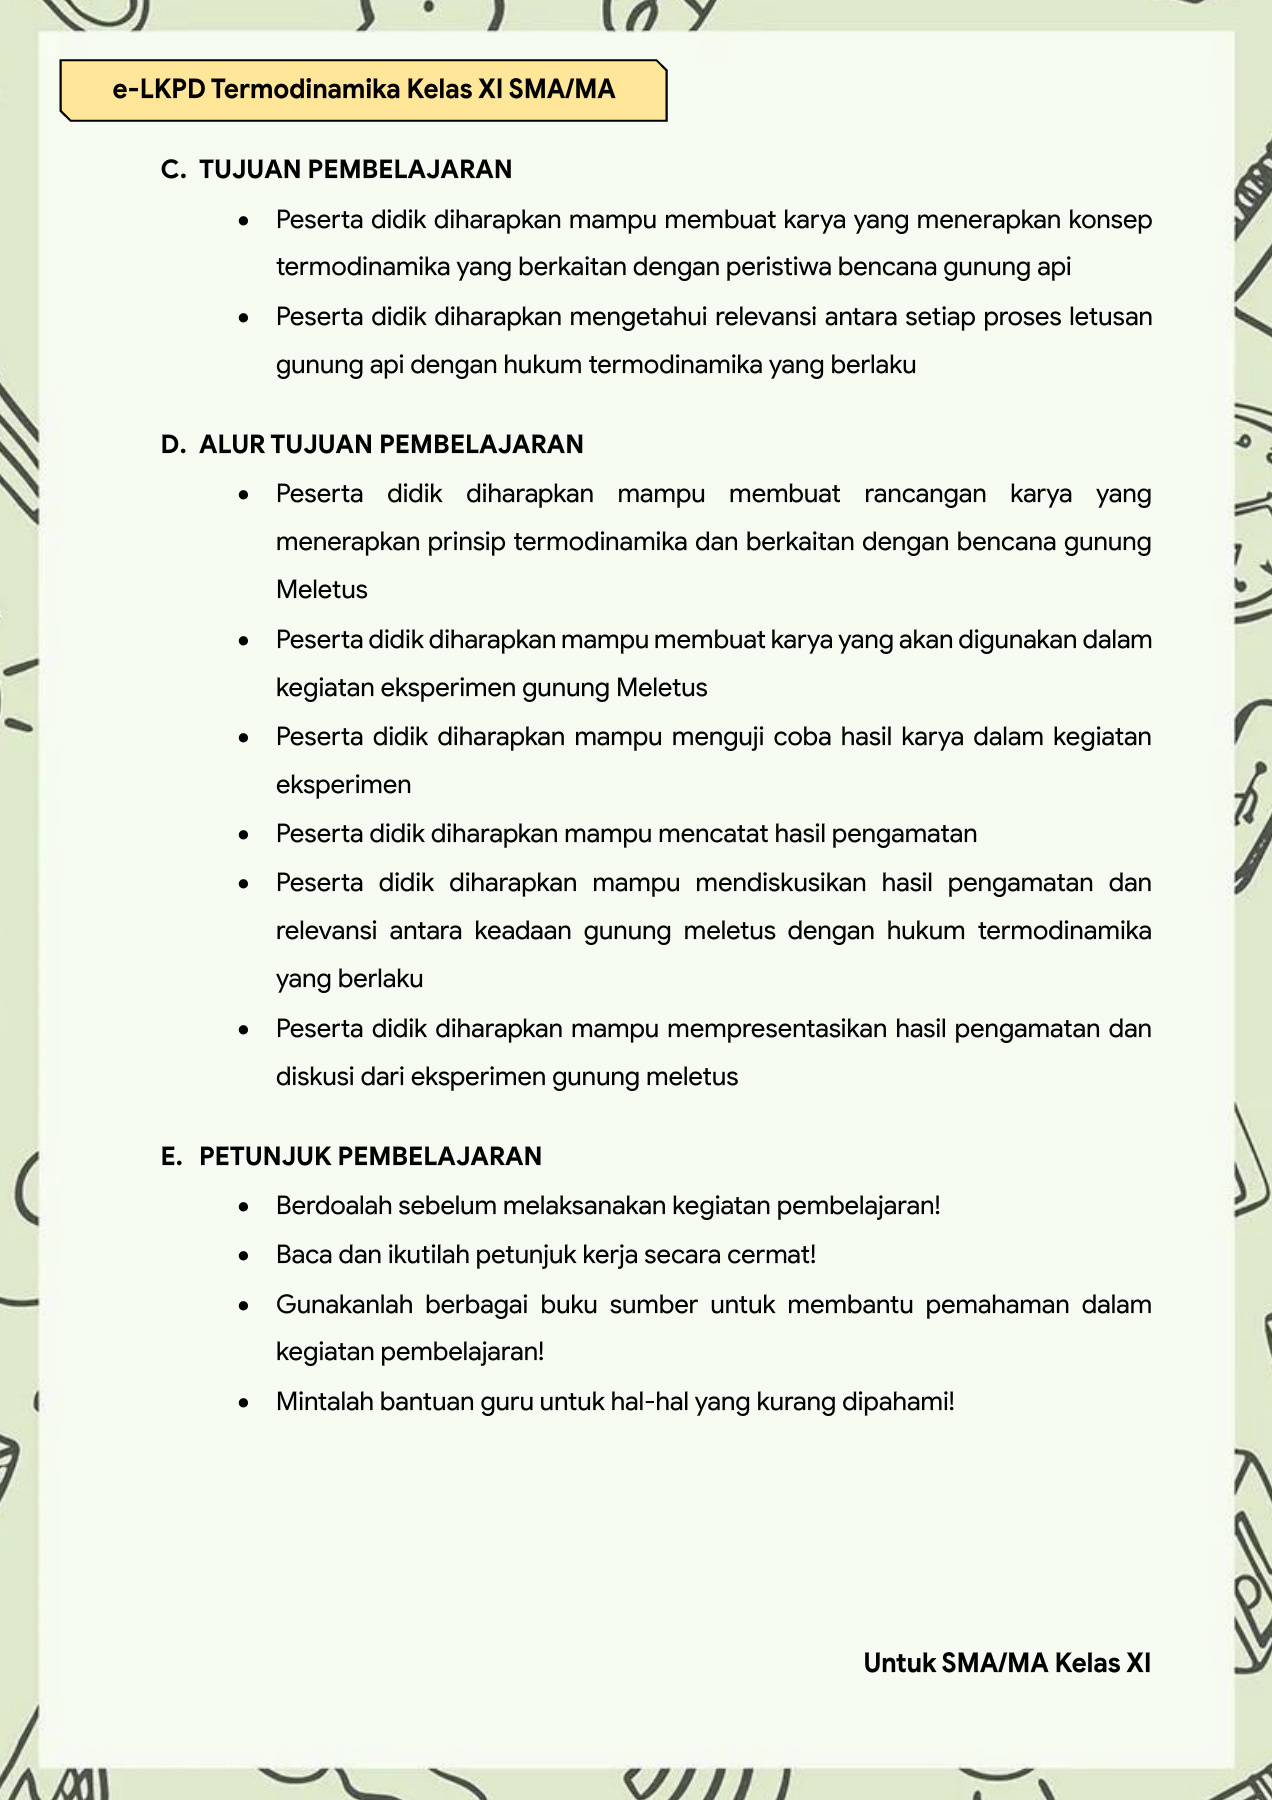 e-LKPD Termodinamika Kelas XI SMA/MA
C. TUJUAN PEMBELAJARAN
• Peserta didik diharapkan mampu membuat karya yang menerapkan konsep
termodinamika yang berkaitan dengan peristiwa bencana gunung api
• Peserta didik diharapkan mengetahui relevansi antara setiap proses letusan
gunung api dengan hukum termodinamika yang berlaku
D. ALUR TUJUAN PEMBELAJARAN
• Peserta didik diharapkan mampu membuat rancangan karya yang
menerapkan prinsip termodinamika dan berkaitan dengan bencana gunung
Meletus
• Peserta didik diharapkan mampu membuat karya yang akan digunakan dalam
kegiatan eksperimen gunung Meletus
• Peserta didik diharapkan mampu menguji coba hasil karya dalam kegiatan
eksperimen
• Peserta didik diharapkan mampu mencatat hasil pengamatan
• Peserta didik diharapkan mampu mendiskusikan hasil pengamatan dan
relevansi antara keadaan gunung meletus dengan hukum termodinamika
yang berlaku
• Peserta didik diharapkan mampu mempresentasikan hasil pengamatan dan
diskusi dari eksperimen gunung meletus
E. PETUNJUK PEMBELAJARAN
• Berdoalah sebelum melaksanakan kegiatan pembelajaran!
• Baca dan ikutilah petunjuk kerja secara cermat!
• Gunakanlah berbagai buku sumber untuk membantu pemahaman dalam
kegiatan pembelajaran!
• Mintalah bantuan guru untuk hal-hal yang kurang dipahami!
Untuk SMA/MA Kelas XI